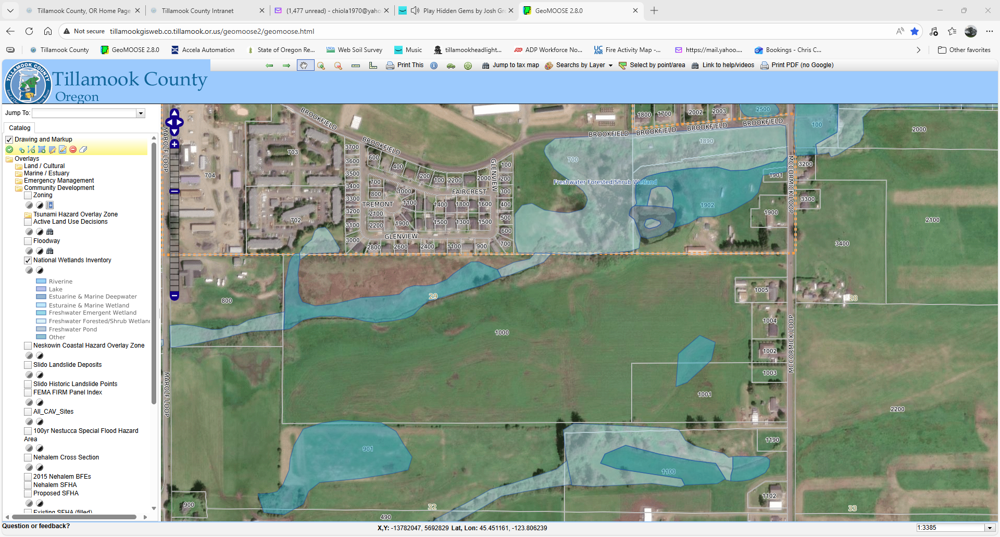 Tillamook County, OR Home Page
Tillamook County Intranet
(1,477 unread) - chiola1970@yaho
Play Hidden Gems by Josh Gr
GeoMOOSE 2.8.0
Not secure
tillamookgisweb.co.tillamook.or.us/geomoose2/geomoose.html
Tillamook County
GeoMOOSE 2.8.0
Accela Automation
State of Oregon Re...
Web Soil Survey
Music
tillamookheadlight...
ADP Workforce No...
Fire Activity Map -...
https://mail.yahoo....
Bookings - Chris C...
Other favorites
Print This
Jump to tax map
Searchs by Layer
Select by point/area
Link to help/videos
Print PDF (no Google)
TILLAMOOK COUNTY
Tillamook County
Oregon
Jump To:
Catalog
Drawing and Markup
Overlays
Land / Cultural
Marine / Estuary
Emergency Management
Community Development
Zoning
Tsunami Hazard Overlay Zone
Active Land Use Decisions
Floodway
National Wetlands Inventory
Riverine
Lake
Estuarine & Marine Deepwater
Esturaine & Marine Wetland
Freshwater Emergent Wetland
Freshwater Forested/Shrub Wetlan
Freshwater Pond
Other
Neskowin Coastal Hazard Overlay Zone
Slido Landslide Deposits
Slido Historic Landslide Points
FEMA FIRM Panel Index
All_CAV_Sites
100yr Nestucca Special Flood Hazard
Area
Nehalem Cross Section
2015 Nehalem BFEs
Nehalem SFHA
Proposed SFHA
Existing SFHA (filled)
BROOKFIELD
1800
1700
2002
2003
2500
BROOKFIELD
BROOKFIELD
BROOKFIELD
BROOKFIELD
BROOKFIELD
100
2000
MAROLF LOOP
703
704
702
3700
3600
3500
3400
3300
3200
3100
3000
600
400
200
100
2200
2000
GLENVIEW
100
200
300
400
500
600
700
700
800
1000
FAIRCREST
TREMONT
1100
1400
1800
1600
2100
2200
1900
1500
1300
1500
GLENVIEW
2800
2600
2400
1100
900
700
1890
Freshwater Forested/Shrub Wetland
1902
1901
1900
MCCORMICK LOOP
3200
3300
2100
3400
800
29
1000
1005
28
1004
1002
1003
MCCORMICK LOOP
MAROLF LOOP
1001
2200
901
1190
1100
1102
900
32
33
490
Question or feedback?
X,Y: -13782047, 5692829 Lat, Lon: 45.451161, -123.806239
1:3385